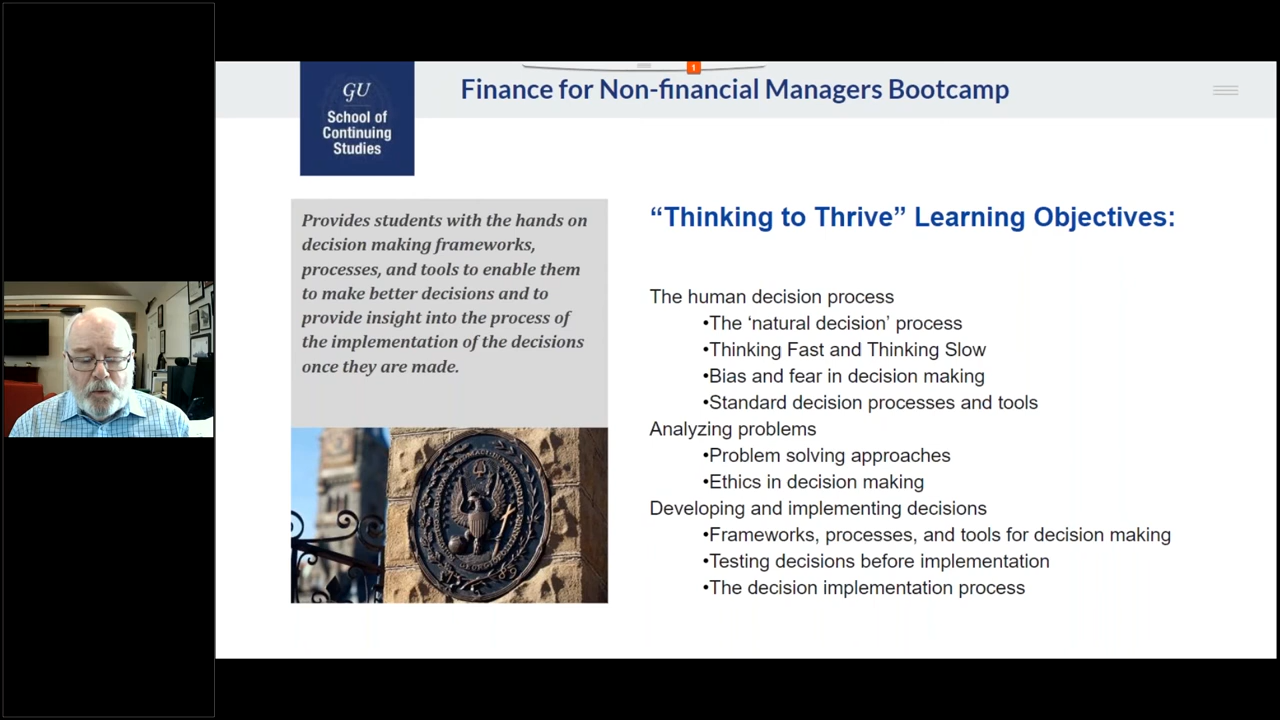 1
GU
School of
Continuing
Studies
Finance for Non-financial Managers Bootcamp
Provides students with the hands on
decision making frameworks,
processes, and tools to enable them
to make better decisions and to
provide insight into the process of
the implementation of the decisions
once they are made.
“Thinking to Thrive” Learning Objectives:
The human decision process
•The ‘natural decision’ process
•Thinking Fast and Thinking Slow
•Bias and fear in decision making
•Standard decision processes and tools
Analyzing problems
•Problem solving approaches
•Ethics in decision making
Developing and implementing decisions
•Frameworks, processes, and tools for decision making
•Testing decisions before implementation
•The decision implementation process